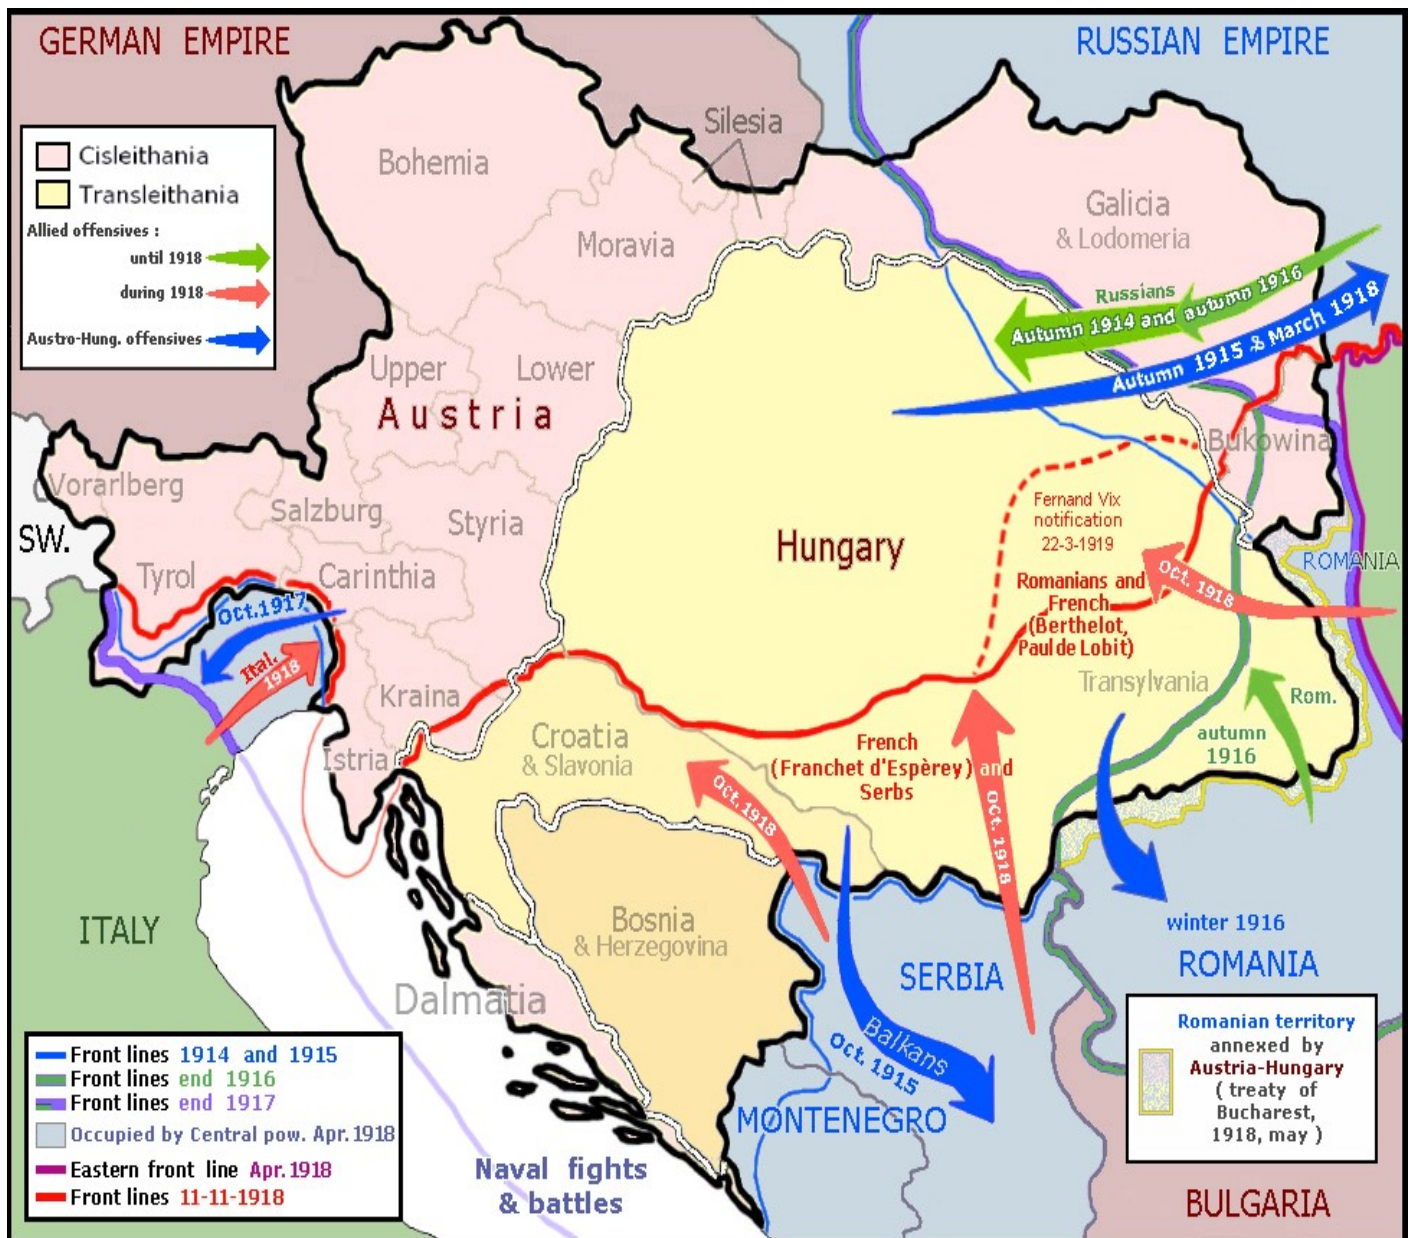 GERMAN EMPIRE
RUSSIAN EMPIRE
Cisleithania
Transleithania
Allied offensives :
until 1918
during 1918
Austro-Hung. offensives
Silesia
Bohemia
Moravia
Galicia
& Lodomeria
Russians
Autumn 1914 and autumn 1916
Autumn 1915 & March 1918
Upper
Lower
Austria
Bukowina
Vorarlberg
Salzburg
Styria
SW.
Tyrol
Carinthia
Hungary
Fernand Vix
notification
22-3-1919
ROMANIA
Oct. 1918
Romanians and
French
(Berthelot,
Paul de Lobit)
Oct.1917
Ital.
1918
Kraina
Istria
Croatia
& Slavonia
Transylvania
Rom.
autumn
1916
French
(Franchet d'Espèrey) and
Serbs
Oct. 1918
Oct. 1918
ITALY
Bosnia
& Herzegovina
Dalmatia
SERBIA
winter 1916
ROMANIA
Balkans
Oct. 1915
MONTENEGRO
Naval fights
& battles
BULGARIA
Romanian territory
annexed by
Austria-Hungary
( treaty of
Bucharest,
1918, may )
Front lines 1914 and 1915
Front lines end 1916
Front lines end 1917
Occupied by Central pow. Apr. 1918
Eastern front line Apr. 1918
Front lines 11-11-1918